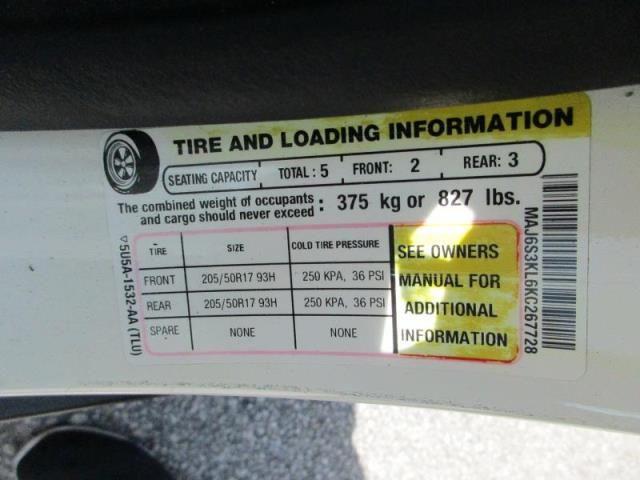 TIRE AND LOADING INFORMATION
SEATING CAPACITY TOTAL : 5 FRONT: 2 REAR: 3
The combined weight of occupants
and cargo should never exceed : 375 kg or 827 lbs.
TIRE SIZE COLD TIRE PRESSURE
FRONT 205/50R17 93H 250 KPA, 36 PSI
REAR 205/50R17 93H 250 KPA, 36 PSI
SPARE NONE NONE
SEE OWNERS
MANUAL FOR
ADDITIONAL
INFORMATION
5U5A-1532-AA (TLU)
MAJ6S3KL6KC267728